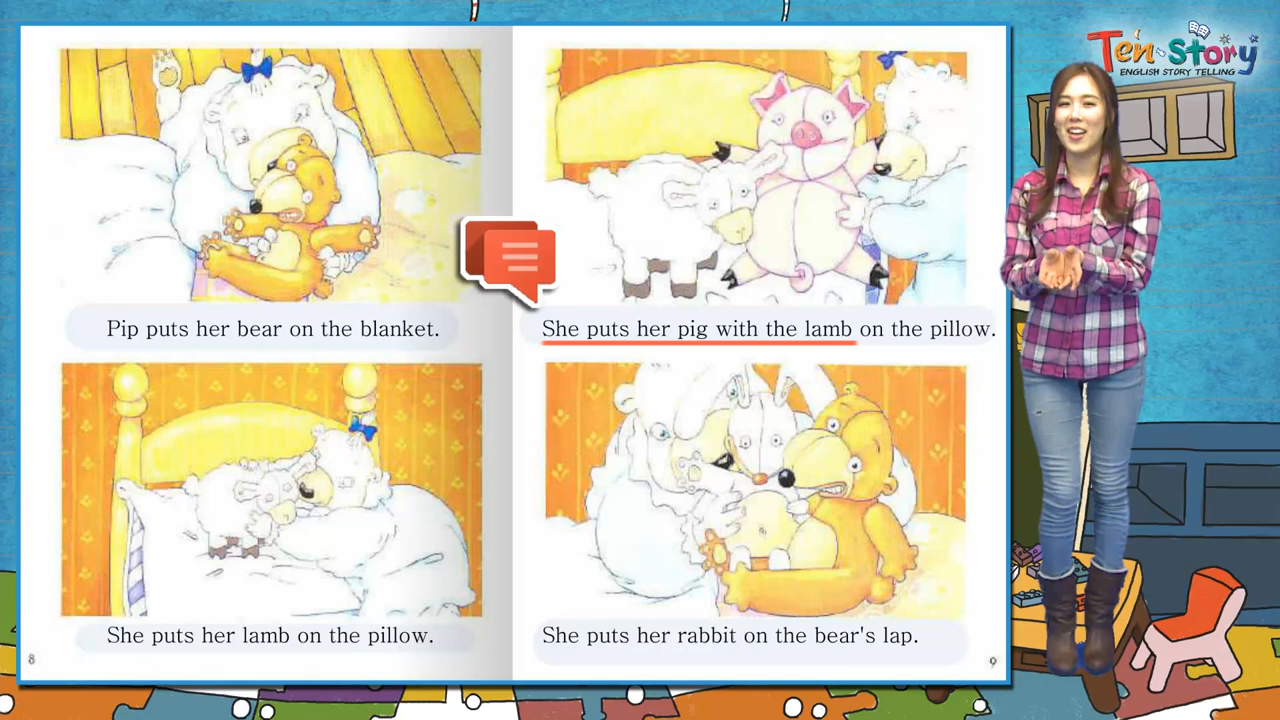 Ten-Story
ENGLISH STORY TELLING
Pip puts her bear on the blanket.
She puts her lamb on the pillow.
8
She puts her pig with the lamb on the pillow.
She puts her rabbit on the bear's lap.
9